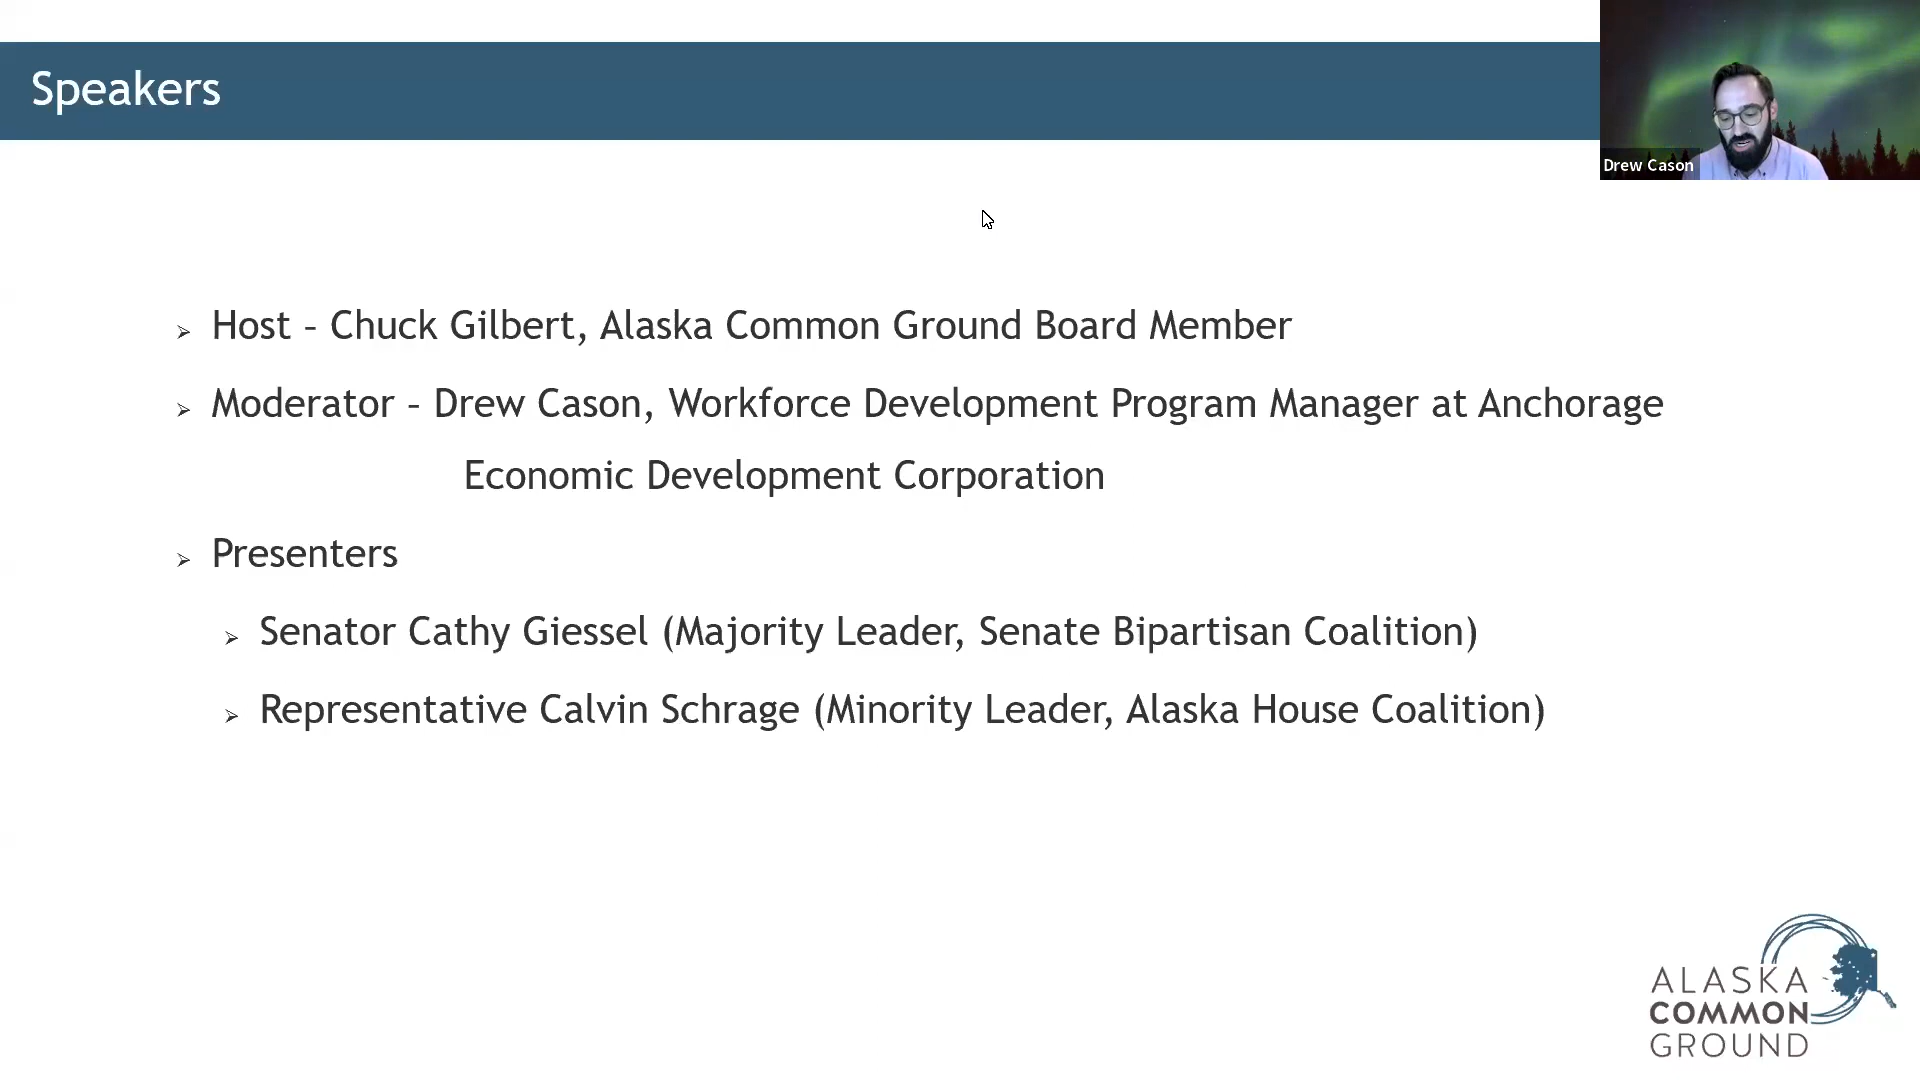 Speakers
Drew Cason
Host – Chuck Gilbert, Alaska Common Ground Board Member
Moderator – Drew Cason, Workforce Development Program Manager at Anchorage
Economic Development Corporation
Presenters
Senator Cathy Giessel (Majority Leader, Senate Bipartisan Coalition)
Representative Calvin Schrage (Minority Leader, Alaska House Coalition)
ALASKA
COMMON
GROUND